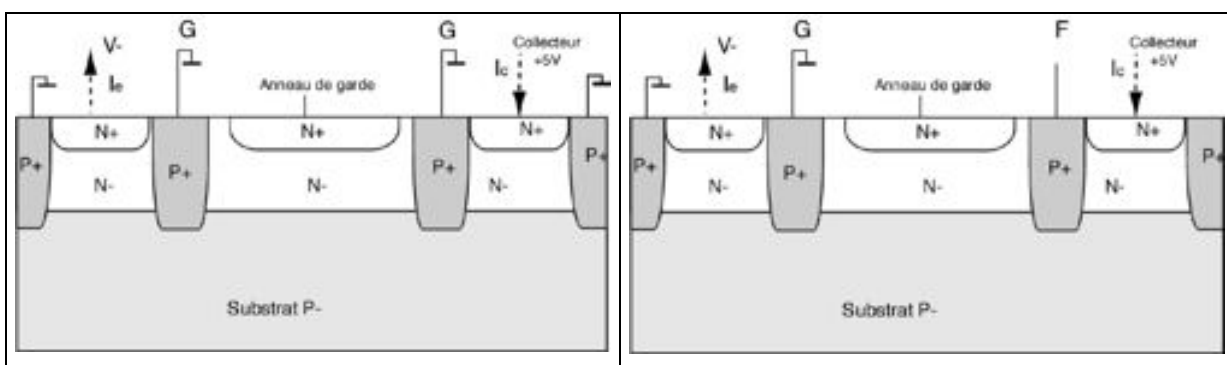 G G Collecteur
V- +5V
Ie Anneau de garde Ic
N+ N+ N+
P+ P+ P+ P+
N- N- N-
Substrat P-
G F Collecteur
V- +5V
Ie Anneau de garde Ic
N+ N+ N+
P+ P+ P+ P+
N- N- N-
Substrat P-